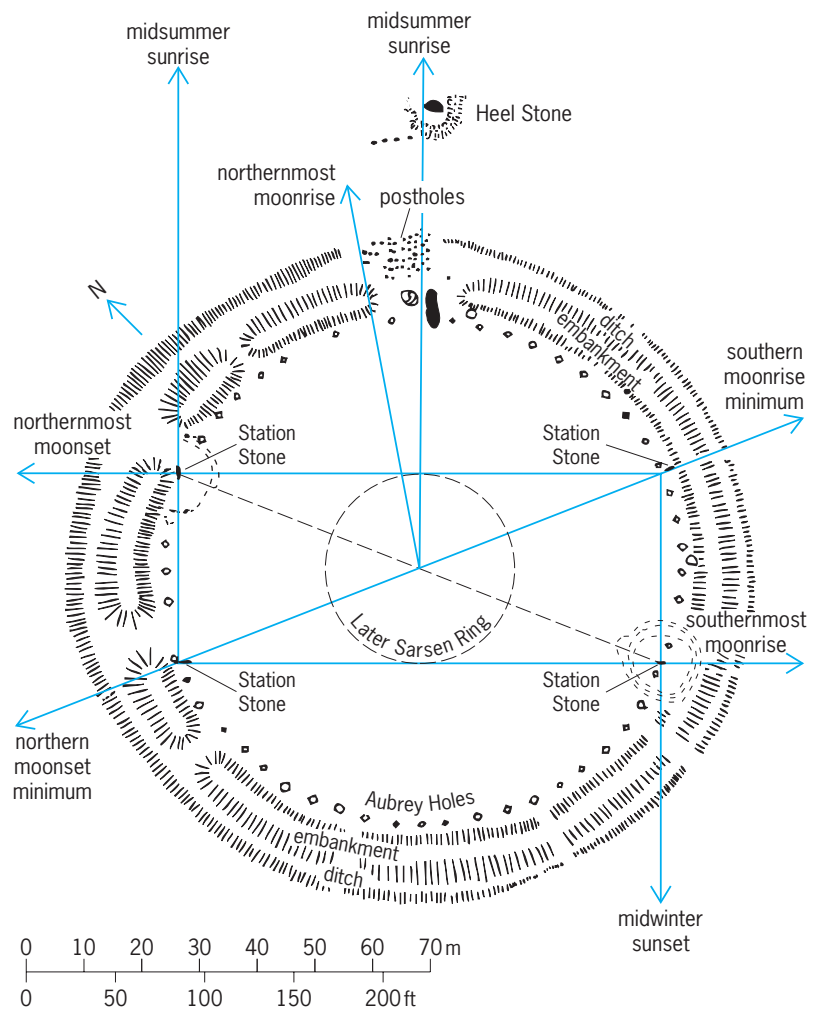 midsummer
sunrise
midsummer
sunrise
Heel Stone
northernmost
moonrise
postholes
N
ditch
embankment
southern
moonrise
minimum
northernmost
moonset
Station
Stone
Station
Stone
Later Sarsen Ring
southernmost
moonrise
Station
Stone
Station
Stone
northern
moonset
minimum
Aubrey Holes
embankment
ditch
midwinter
sunset
0 10 20 30 40 50 60 70 m
0 50 100 150 200 ft